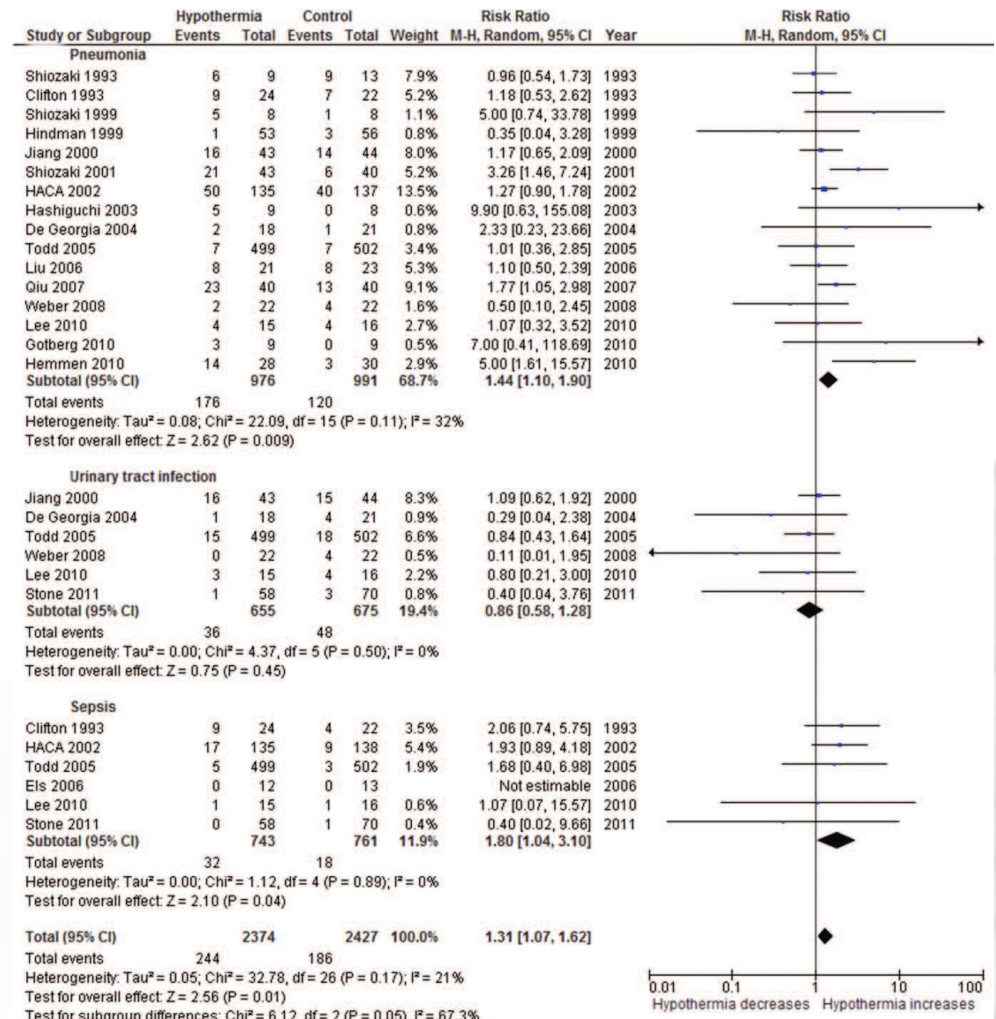 Hypothermia Control Risk Ratio Risk Ratio
Study or Subgroup Events Total Events Total Weight M-H, Random, 95% CI Year M-H, Random, 95% CI
Pneumonia
Shiozaki 1993 6 9 9 13 7.9% 0.96 [0.54, 1.73] 1993
Clifton 1993 9 24 7 22 5.2% 1.18 [0.53, 2.62] 1993
Shiozaki 1999 5 8 1 8 1.1% 5.00 [0.74, 33.78] 1999
Hindman 1999 1 53 3 56 0.8% 0.35 [0.04, 3.28] 1999
Jiang 2000 16 43 14 44 8.0% 1.17 [0.65, 2.09] 2000
Shiozaki 2001 21 43 6 40 5.2% 3.26 [1.46, 7.24] 2001
HACA 2002 50 135 40 137 13.5% 1.27 [0.90, 1.78] 2002
Hashiguchi 2003 5 9 0 8 0.6% 9.90 [0.63, 155.08] 2003
De Georgia 2004 2 18 1 21 0.8% 2.33 [0.23, 23.66] 2004
Todd 2005 7 499 7 502 3.4% 1.01 [0.36, 2.85] 2005
Liu 2006 8 21 8 23 5.3% 1.10 [0.50, 2.39] 2006
Qiu 2007 23 40 13 40 9.1% 1.77 [1.05, 2.98] 2007
Weber 2008 2 22 4 22 1.6% 0.50 [0.10, 2.45] 2008
Lee 2010 4 15 4 16 2.7% 1.07 [0.32, 3.52] 2010
Gotberg 2010 3 9 0 9 0.5% 7.00 [0.41, 118.69] 2010
Hemmen 2010 14 28 3 30 2.9% 5.00 [1.61, 15.57] 2010
Subtotal (95% CI) 976 991 68.7% 1.44 [1.10, 1.90]
Total events 176 120
Heterogeneity: Tau² = 0.08; Chi² = 22.09, df = 15 (P = 0.11); I² = 32%
Test for overall effect: Z = 2.62 (P = 0.009)
Urinary tract infection
Jiang 2000 16 43 15 44 8.3% 1.09 [0.62, 1.92] 2000
De Georgia 2004 1 18 4 21 0.9% 0.29 [0.04, 2.38] 2004
Todd 2005 15 499 18 502 6.6% 0.84 [0.43, 1.64] 2005
Weber 2008 0 22 4 22 0.5% 0.11 [0.01, 1.95] 2008
Lee 2010 3 15 4 16 2.2% 0.80 [0.21, 3.00] 2010
Stone 2011 1 58 3 70 0.8% 0.40 [0.04, 3.76] 2011
Subtotal (95% CI) 655 675 19.4% 0.86 [0.58, 1.28]
Total events 36 48
Heterogeneity: Tau² = 0.00; Chi² = 4.37, df = 5 (P = 0.50); I² = 0%
Test for overall effect: Z = 0.75 (P = 0.45)
Sepsis
Clifton 1993 9 24 4 22 3.5% 2.06 [0.74, 5.75] 1993
HACA 2002 17 135 9 138 5.4% 1.93 [0.89, 4.18] 2002
Todd 2005 5 499 3 502 1.9% 1.68 [0.40, 6.98] 2005
Els 2006 0 12 0 13 Not estimable 2006
Lee 2010 1 15 1 16 0.6% 1.07 [0.07, 15.57] 2010
Stone 2011 0 58 1 70 0.4% 0.40 [0.02, 9.66] 2011
Subtotal (95% CI) 743 761 11.9% 1.80 [1.04, 3.10]
Total events 32 18
Heterogeneity: Tau² = 0.00; Chi² = 1.12, df = 4 (P = 0.89); I² = 0%
Test for overall effect: Z = 2.10 (P = 0.04)
Total (95% CI) 2374 2427 100.0% 1.31 [1.07, 1.62]
Total events 244 186
Heterogeneity: Tau² = 0.05; Chi² = 32.78, df = 26 (P = 0.17); I² = 21%
Test for overall effect: Z = 2.56 (P = 0.01)
Test for subgroup differences: Chi² = 6.12, df = 2 (P = 0.05), I² = 67.3%
0.01 0.1 1 10 100
Hypothermia decreases Hypothermia increases